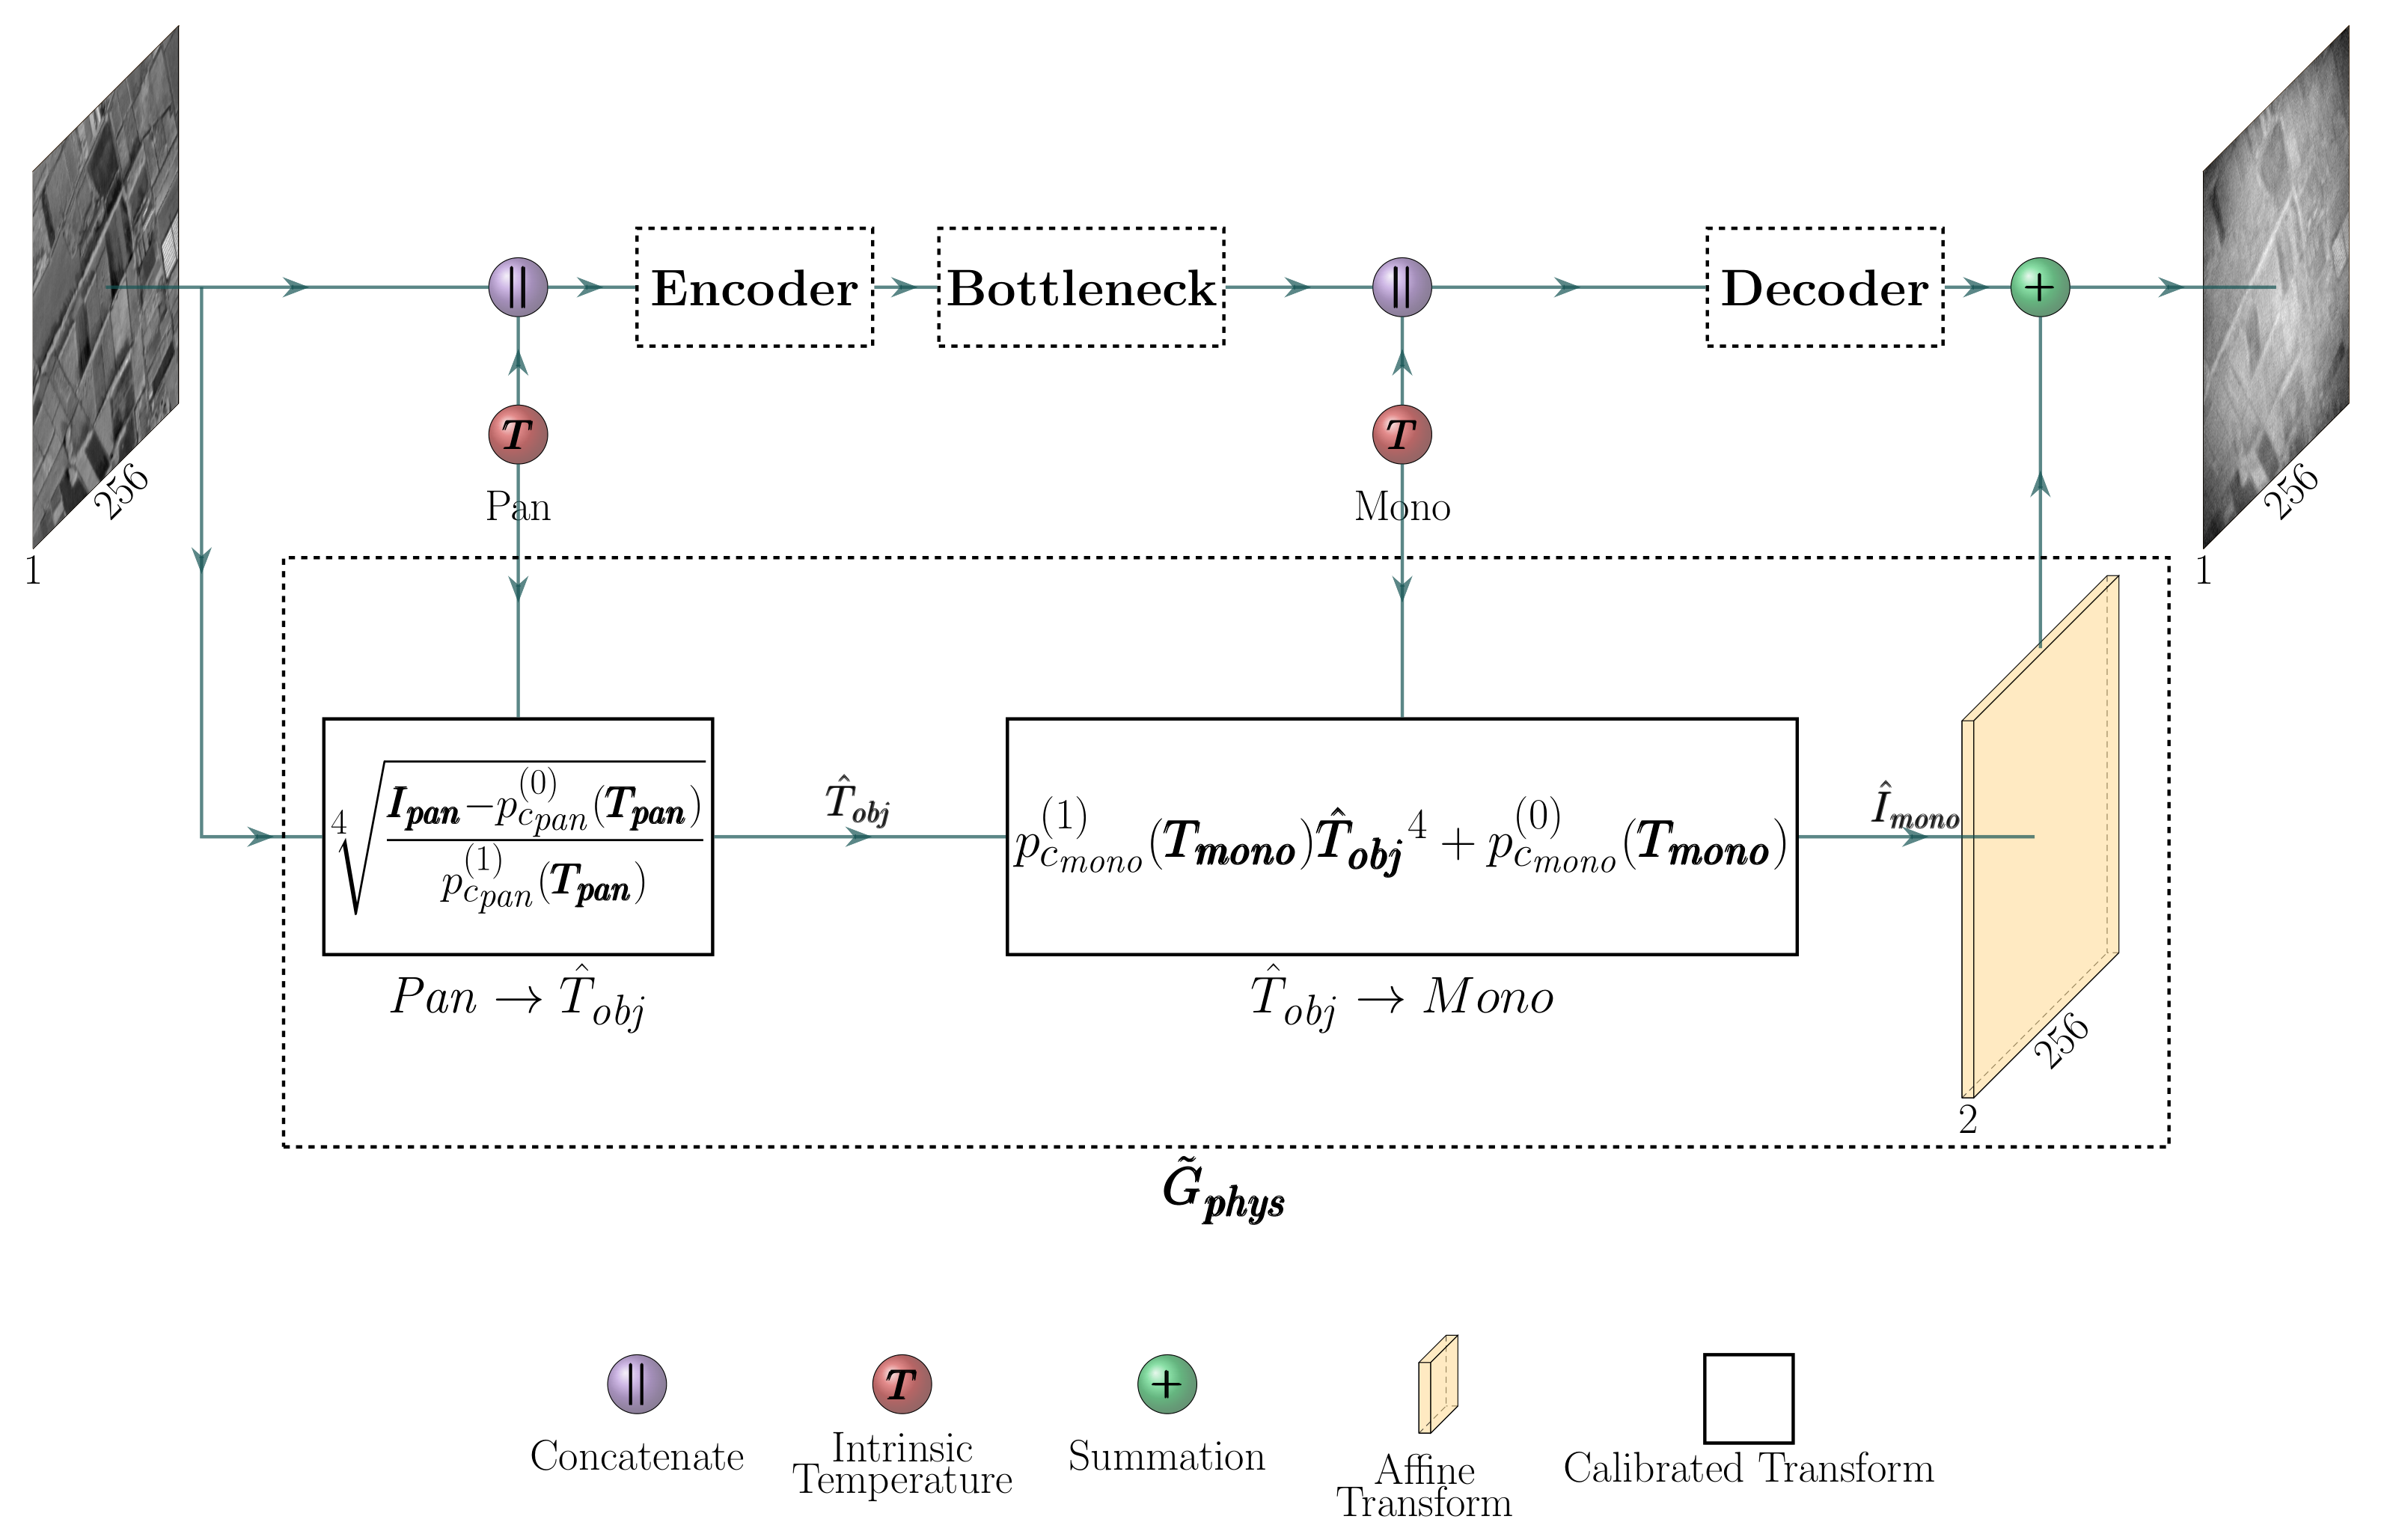 ||
Encoder
Bottleneck
||
Decoder
+
T
Pan
T
Mono
256
1
256
1
\sqrt[4]{\frac{I_{pan} - p^{(0)}_{c_{pan}}(T_{pan})}{p^{(1)}_{c_{pan}}(T_{pan})}}
\hat{T}_{obj}
p^{(1)}_{c_{mono}}(T_{mono})\hat{T}_{obj}^4 + p^{(0)}_{c_{mono}}(T_{mono})
\hat{I}_{mono}
Pan → \hat{T}_{obj}
\hat{T}_{obj} → Mono
256
2
\tilde{G}_{phys}
||
Concatenate
T
Intrinsic
Temperature
+
Summation
Affine
Transform
Calibrated Transform